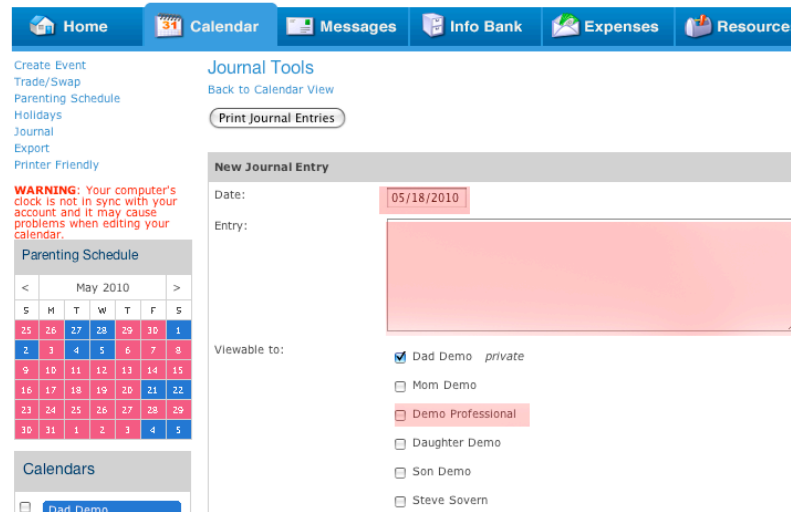 Home
31 Calendar
Messages
Info Bank
Expenses
Resource
Create Event
Trade/Swap
Parenting Schedule
Holidays
Journal
Export
Printer Friendly
WARNING: Your computer's
clock is not in sync with your
account and it may cause
problems when editing your
calendar.
Parenting Schedule
< May 2010 >
S M T W T F S
25 26 27 28 29 30 1
2 3 4 5 6 7 8
9 10 11 12 13 14 15
16 17 18 19 20 21 22
23 24 25 26 27 28 29
30 31 1 2 3 4 5
Calendars
Dad Demo
Journal Tools
Back to Calendar View
Print Journal Entries
New Journal Entry
Date: 05/18/2010
Entry:
Viewable to:
Dad Demo private
Mom Demo
Demo Professional
Daughter Demo
Son Demo
Steve Sovern